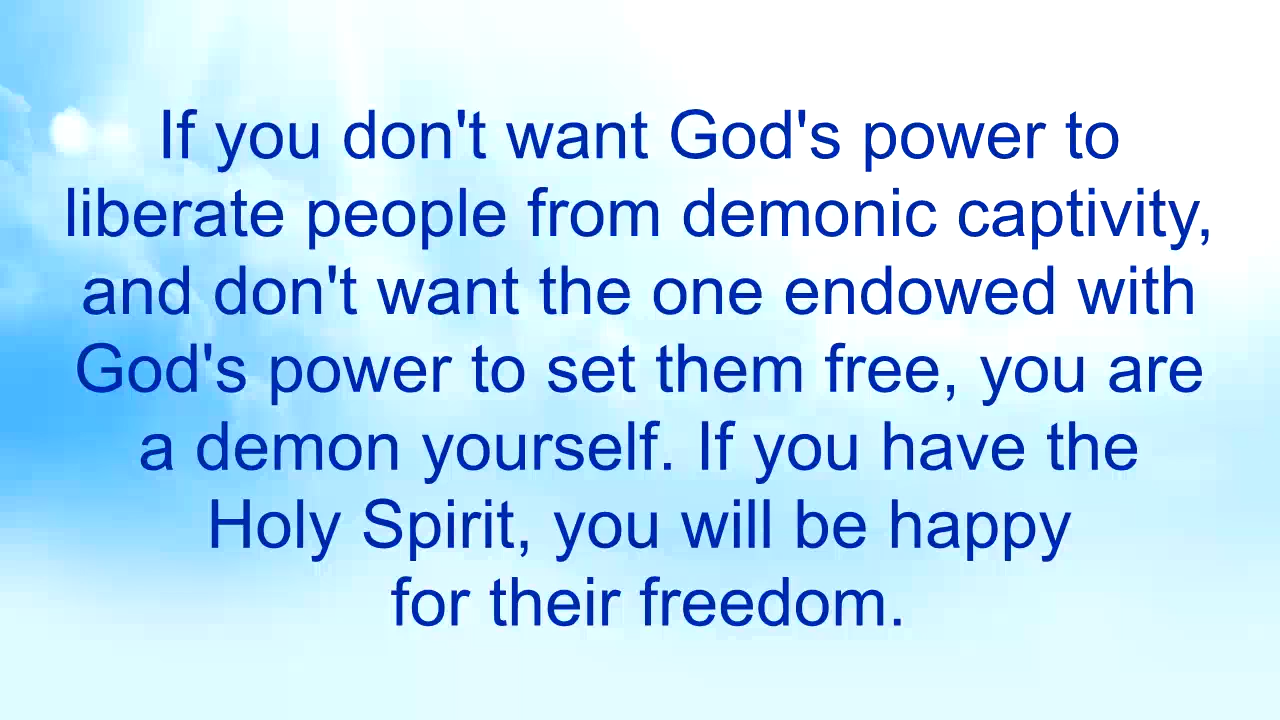 If you don't want God's power to
liberate people from demonic captivity,
and don't want the one endowed with
God's power to set them free, you are
a demon yourself. If you have the
Holy Spirit, you will be happy
for their freedom.